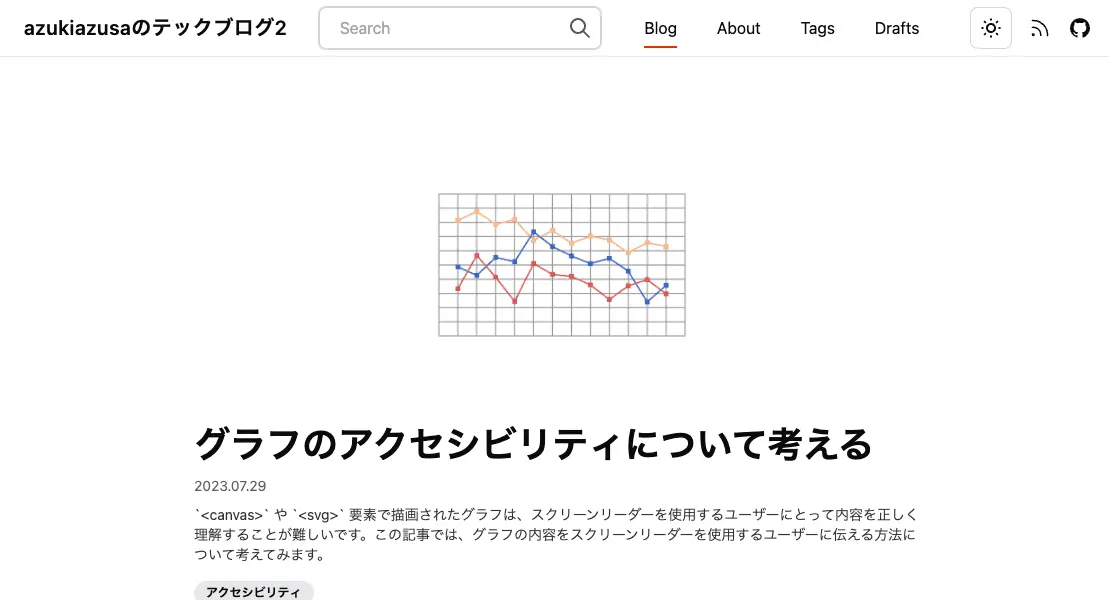 azukiazusaのテックブログ2
Search
Blog
About
Tags
Drafts
グラフのアクセシビリティについて考える
2023.07.29
`<canvas>` や `<svg>` 要素で描画されたグラフは、スクリーンリーダーを使用するユーザーにとって内容を正しく
理解することが難しいです。この記事では、グラフの内容をスクリーンリーダーを使用するユーザーに伝える方法に
ついて考えてみます。
アクセシビリティ